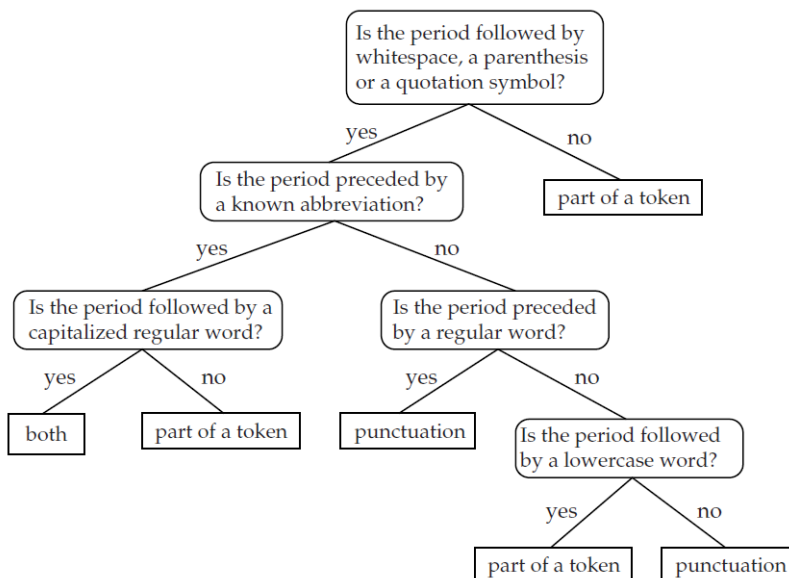 Is the period followed by
whitespace, a parenthesis
or a quotation symbol?
yes
no
Is the period preceded by
a known abbreviation?
part of a token
yes
no
Is the period followed by a
capitalized regular word?
Is the period preceded
by a regular word?
yes
no
yes
no
both
part of a token
punctuation
Is the period followed
by a lowercase word?
yes
no
part of a token
punctuation